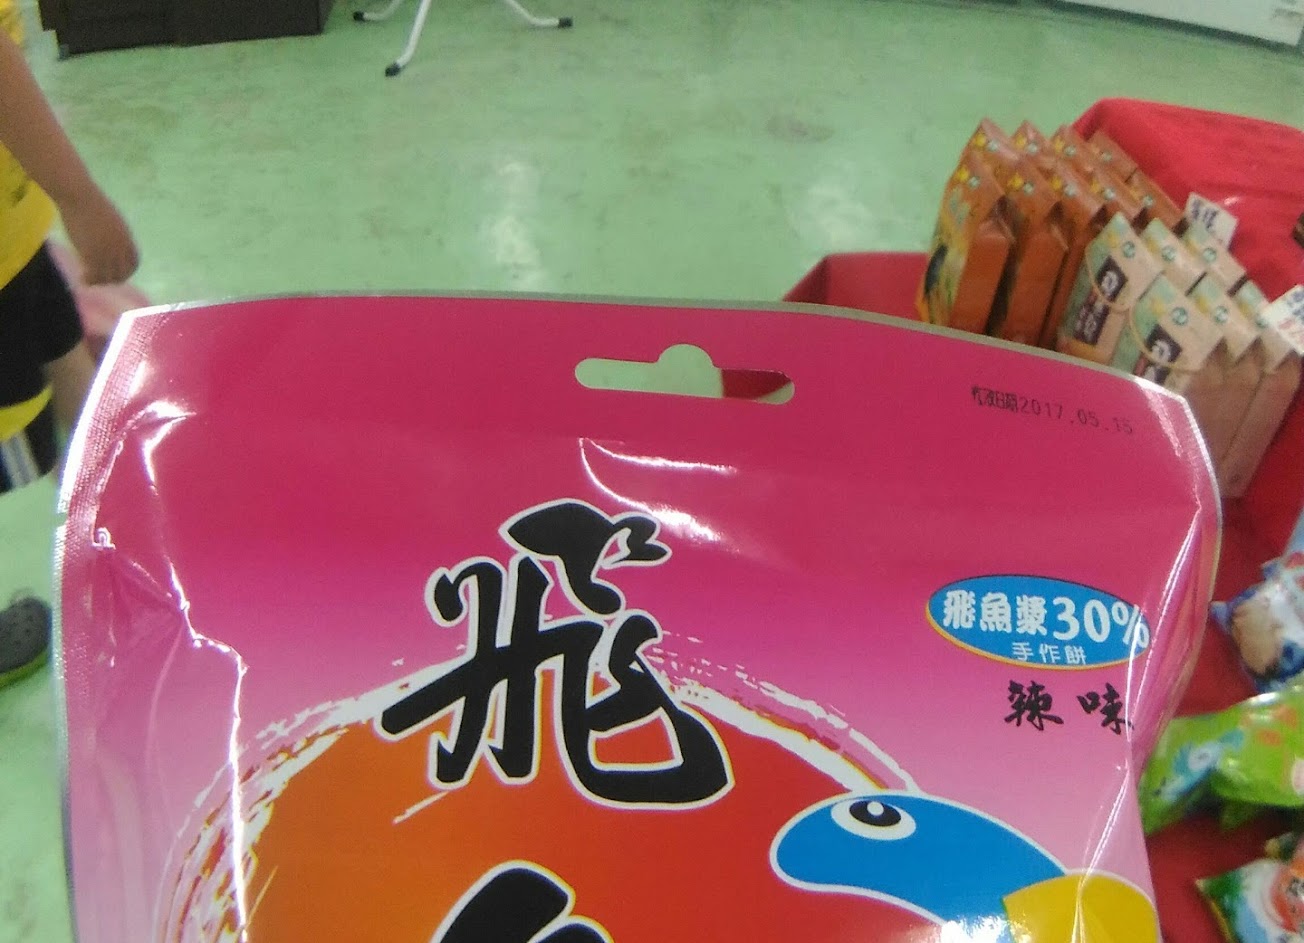 有效日期2017.05.15
飛
飛魚漿30%
手作餅
辣味